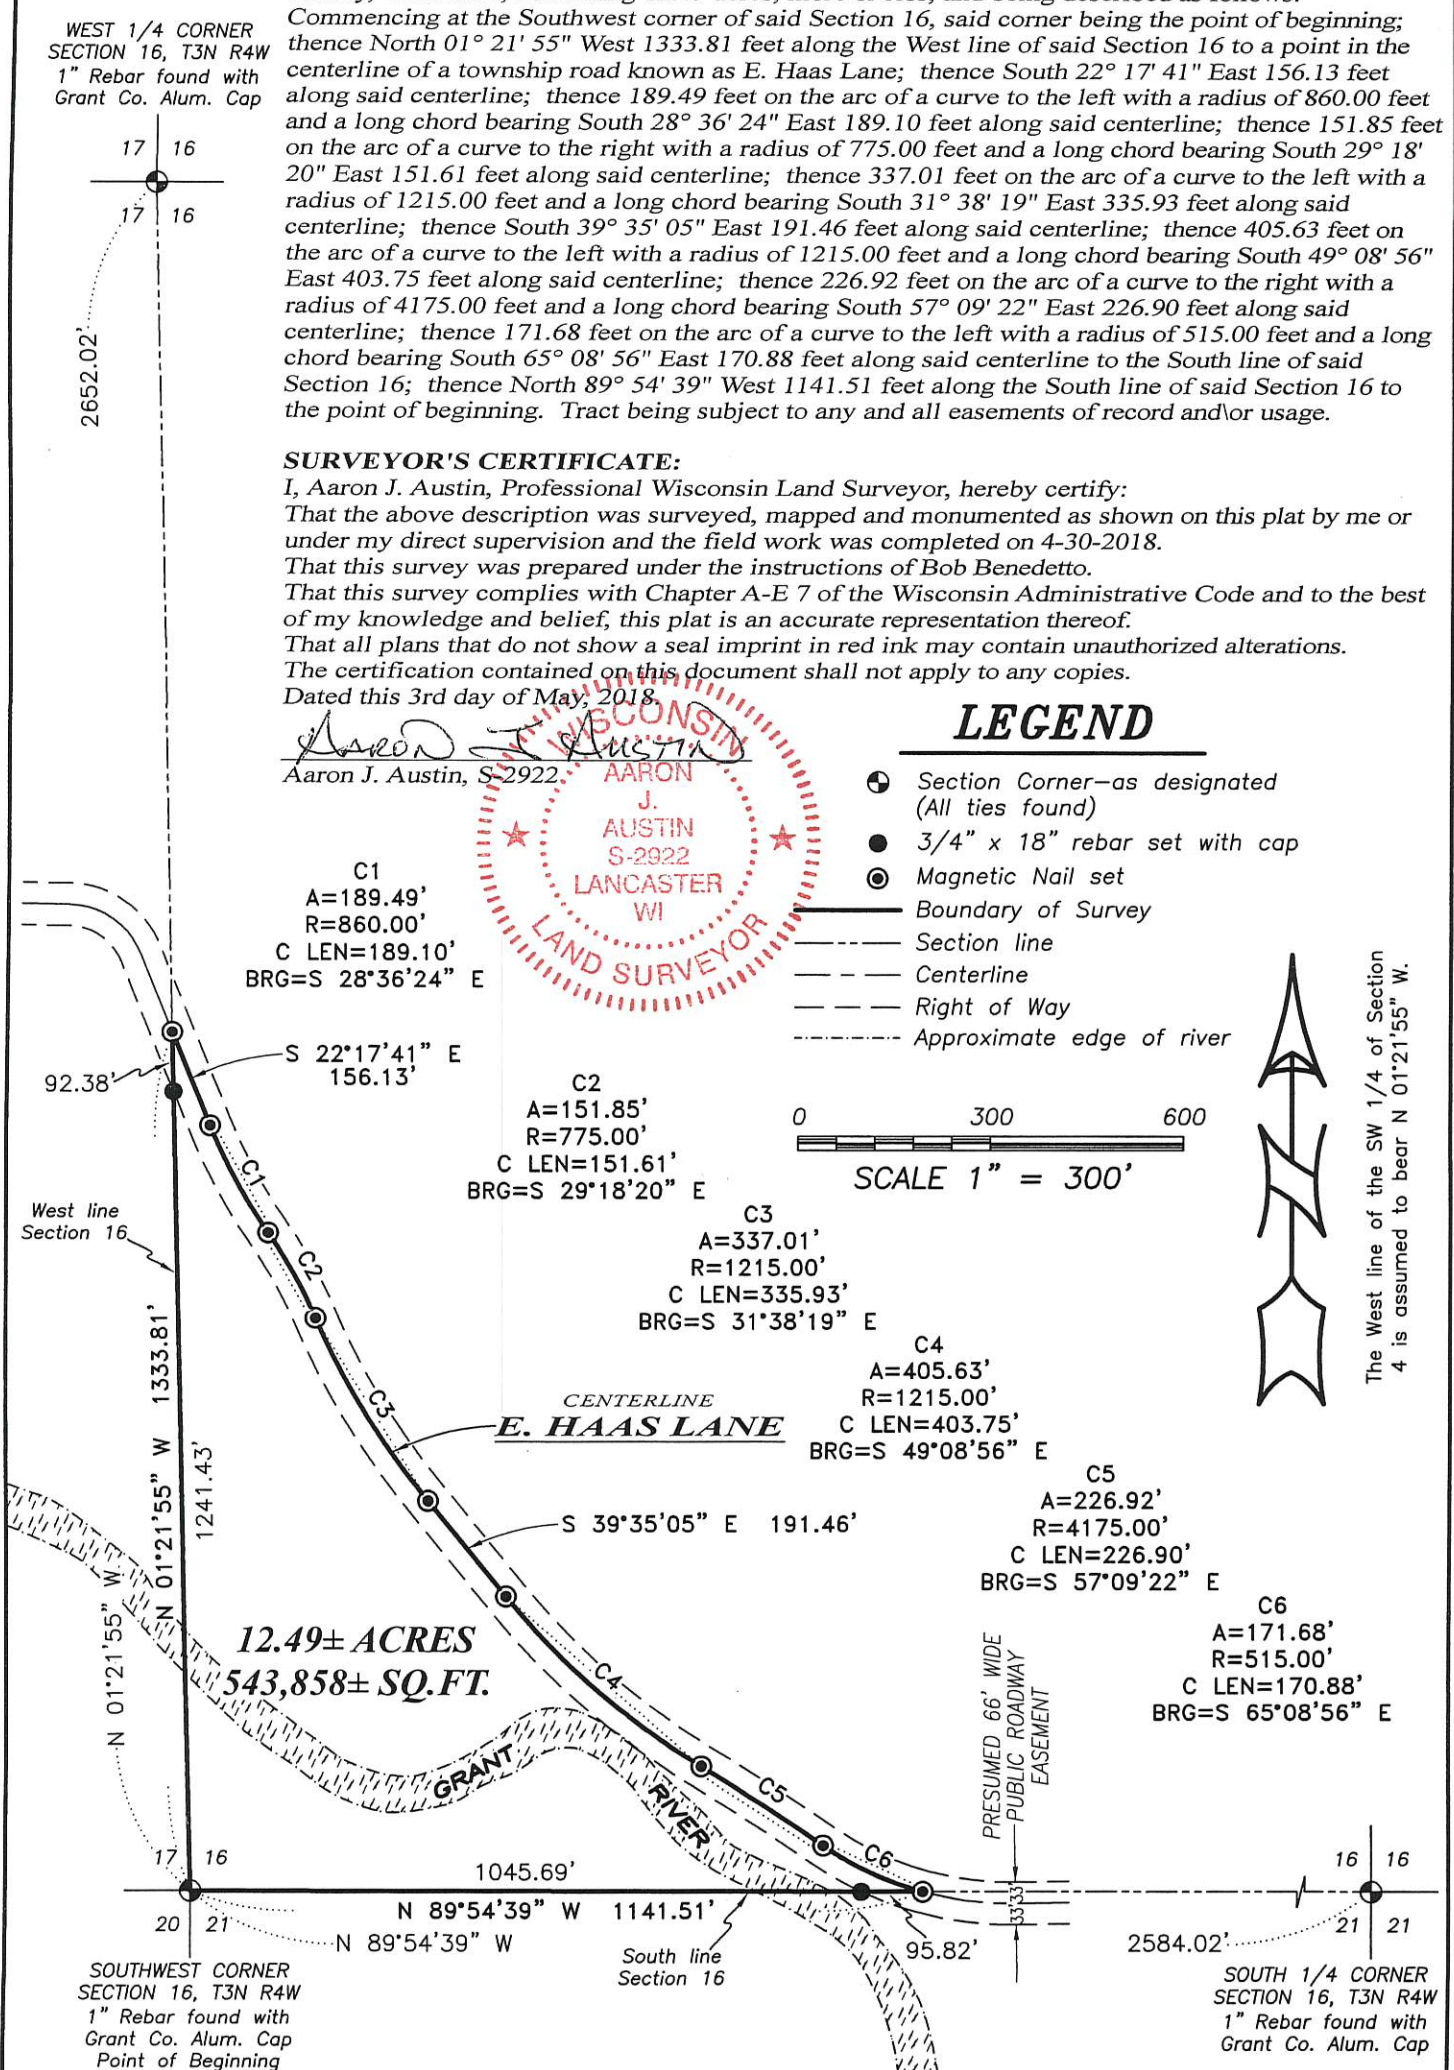 Commencing at the Southwest corner of said Section 16, said corner being the point of beginning;
thence North 01° 21' 55" West 1333.81 feet along the West line of said Section 16 to a point in the
centerline of a township road known as E. Haas Lane; thence South 22° 17' 41" East 156.13 feet
along said centerline; thence 189.49 feet on the arc of a curve to the left with a radius of 860.00 feet
and a long chord bearing South 28° 36' 24" East 189.10 feet along said centerline; thence 151.85 feet
on the arc of a curve to the right with a radius of 775.00 feet and a long chord bearing South 29° 18'
20" East 151.61 feet along said centerline; thence 337.01 feet on the arc of a curve to the left with a
radius of 1215.00 feet and a long chord bearing South 31° 38' 19" East 335.93 feet along said
centerline; thence South 39° 35' 05" East 191.46 feet along said centerline; thence 405.63 feet on
the arc of a curve to the left with a radius of 1215.00 feet and a long chord bearing South 49° 08' 56"
East 403.75 feet along said centerline; thence 226.92 feet on the arc of a curve to the right with a
radius of 4175.00 feet and a long chord bearing South 57° 09' 22" East 226.90 feet along said
centerline; thence 171.68 feet on the arc of a curve to the left with a radius of 515.00 feet and a long
chord bearing South 65° 08' 56" East 170.88 feet along said centerline to the South line of said
Section 16; thence North 89° 54' 39" West 1141.51 feet along the South line of said Section 16 to
the point of beginning. Tract being subject to any and all easements of record and\or usage.
WEST 1/4 CORNER
SECTION 16, T3N R4W
1" Rebar found with
Grant Co. Alum. Cap
17 16
17 16
2652.02'
SURVEYOR'S CERTIFICATE:
I, Aaron J. Austin, Professional Wisconsin Land Surveyor, hereby certify:
That the above description was surveyed, mapped and monumented as shown on this plat by me or
under my direct supervision and the field work was completed on 4-30-2018.
That this survey was prepared under the instructions of Bob Benedetto.
That this survey complies with Chapter A-E 7 of the Wisconsin Administrative Code and to the best
of my knowledge and belief, this plat is an accurate representation thereof.
That all plans that do not show a seal imprint in red ink may contain unauthorized alterations.
The certification contained on this document shall not apply to any copies.
Dated this 3rd day of May, 2018.
Aaron J Austin
Aaron J. Austin, S-2922
WISCONSIN
AARON
J.
AUSTIN
S-2922
LANCASTER
WI
LAND SURVEYOR
LEGEND
Section Corner-as designated
(All ties found)
3/4" x 18" rebar set with cap
Magnetic Nail set
Boundary of Survey
Section line
Centerline
Right of Way
Approximate edge of river
C1
A=189.49'
R=860.00'
C LEN=189.10'
BRG=S 28°36'24" E
S 22°17'41" E
156.13'
92.38'
C2
A=151.85'
R=775.00'
C LEN=151.61'
BRG=S 29°18'20" E
0 300 600
SCALE 1" = 300'
The West line of the SW 1/4 of Section
4 is assumed to bear N 01°21'55" W.
C1
C2
C3
C4
C5
C6
West line
Section 16
C3
A=337.01'
R=1215.00'
C LEN=335.93'
BRG=S 31°38'19" E
CENTERLINE
E. HAAS LANE
C4
A=405.63'
R=1215.00'
C LEN=403.75'
BRG=S 49°08'56" E
N 01°21'55" W 1333.81'
1241.43'
N 01°21'55" W
S 39°35'05" E 191.46'
C5
A=226.92'
R=4175.00'
C LEN=226.90'
BRG=S 57°09'22" E
12.49± ACRES
543,858± SQ.FT.
C6
A=171.68'
R=515.00'
C LEN=170.88'
BRG=S 65°08'56" E
GRANT
RIVER
PRESUMED 66' WIDE
PUBLIC ROADWAY
EASEMENT
33'
33'
17 16
20 21
1045.69'
N 89°54'39" W 1141.51'
N 89°54'39" W
South line
Section 16
95.82'
2584.02'
16 16
21 21
SOUTHWEST CORNER
SECTION 16, T3N R4W
1" Rebar found with
Grant Co. Alum. Cap
Point of Beginning
SOUTH 1/4 CORNER
SECTION 16, T3N R4W
1" Rebar found with
Grant Co. Alum. Cap